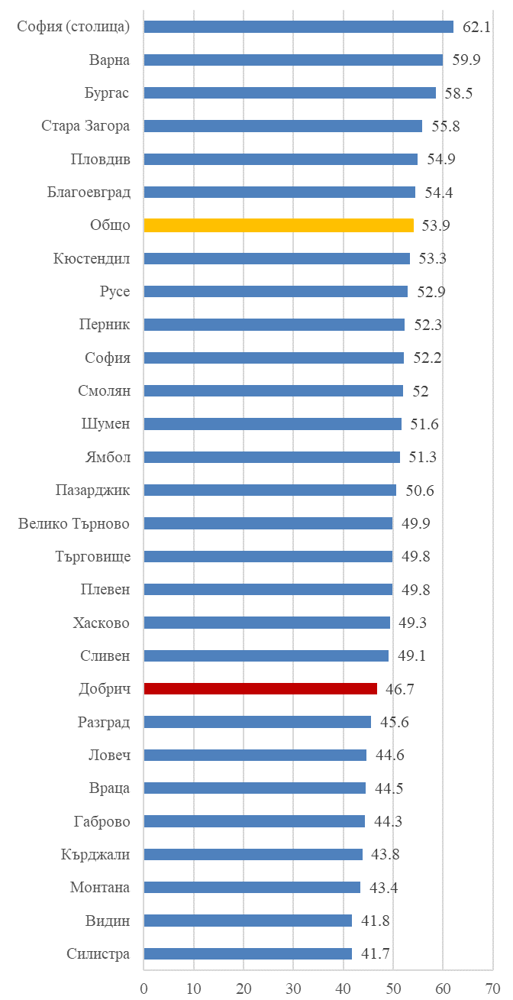 София (столица) 62.1
Варна 59.9
Бургас 58.5
Стара Загора 55.8
Пловдив 54.9
Благоевград 54.4
Общо 53.9
Кюстендил 53.3
Русе 52.9
Перник 52.3
София 52.2
Смолян 52
Шумен 51.6
Ямбол 51.3
Пазарджик 50.6
Велико Търново 49.9
Търговище 49.8
Плевен 49.8
Хасково 49.3
Сливен 49.1
Добрич 46.7
Разград 45.6
Ловеч 44.6
Враца 44.5
Габрово 44.3
Кърджали 43.8
Монтана 43.4
Видин 41.8
Силистра 41.7
0 10 20 30 40 50 60 70